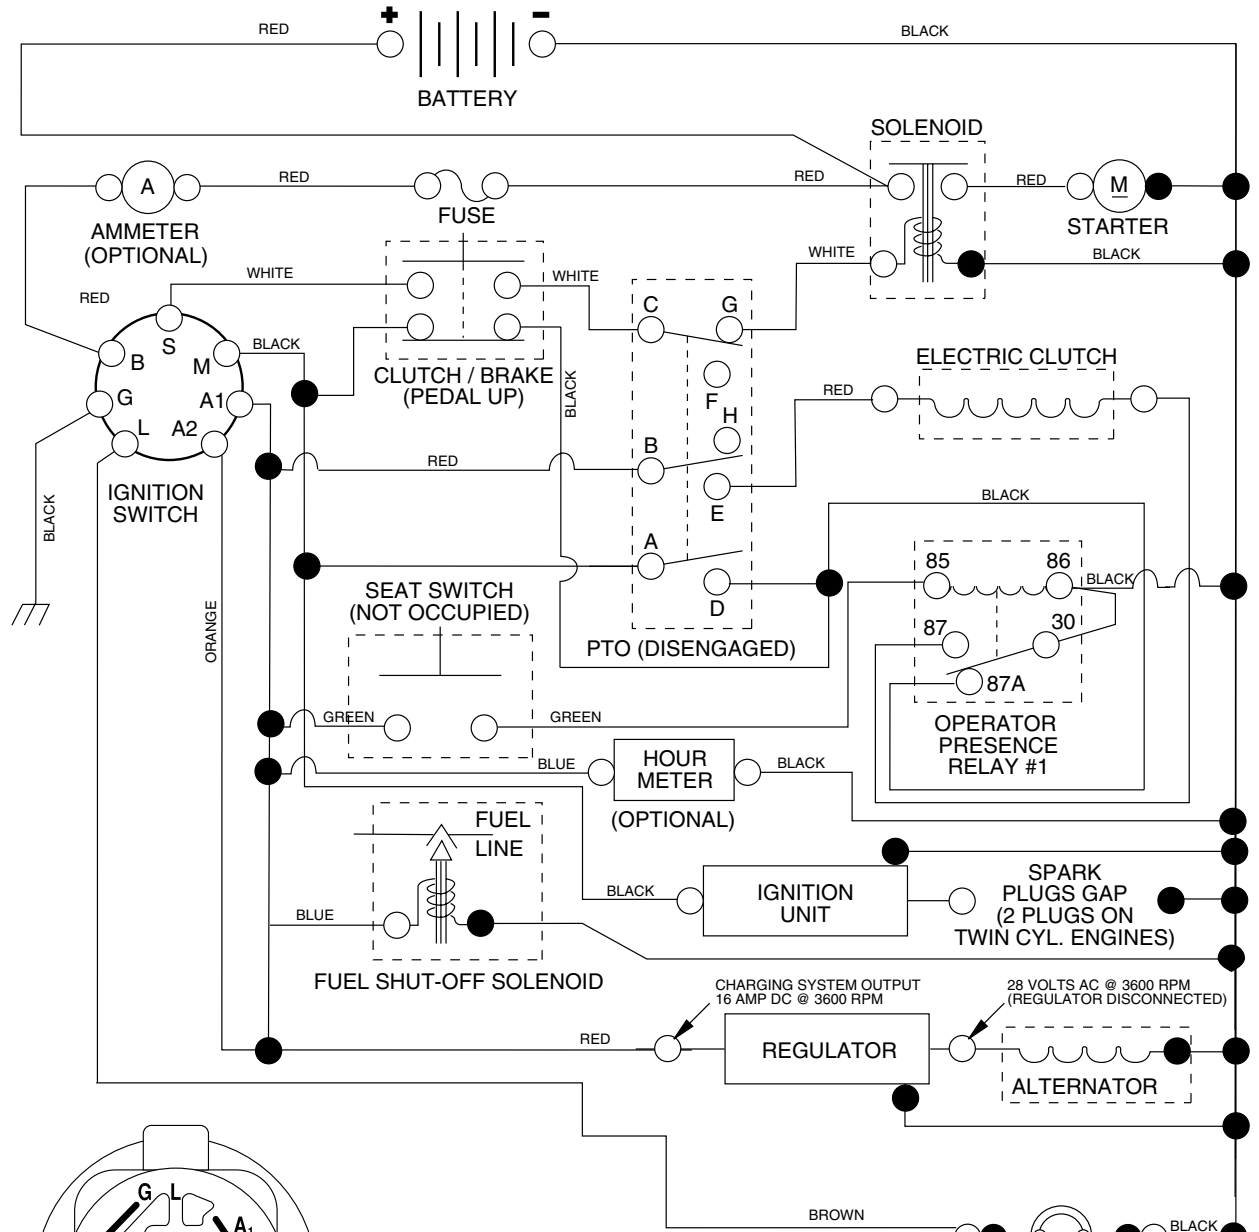 RED
+
−
BLACK
BATTERY
SOLENOID
A
RED
RED
RED
M
AMMETER
(OPTIONAL)
FUSE
STARTER
WHITE
WHITE
WHITE
BLACK
RED
S
B
M
BLACK
G
A1
L
A2
IGNITION
SWITCH
CLUTCH / BRAKE
(PEDAL UP)
BLACK
C
G
F
H
B
E
A
D
PTO (DISENGAGED)
ELECTRIC CLUTCH
RED
RED
BLACK
BLACK
ORANGE
SEAT SWITCH
(NOT OCCUPIED)
85
86
BLACK
87
30
87A
OPERATOR
PRESENCE
RELAY #1
GREEN
GREEN
BLUE
HOUR
METER
BLACK
(OPTIONAL)
FUEL
LINE
BLUE
FUEL SHUT-OFF SOLENOID
BLACK
IGNITION
UNIT
SPARK
PLUGS GAP
(2 PLUGS ON
TWIN CYL. ENGINES)
CHARGING SYSTEM OUTPUT
16 AMP DC @ 3600 RPM
28 VOLTS AC @ 3600 RPM
(REGULATOR DISCONNECTED)
RED
REGULATOR
ALTERNATOR
G
L
A1
BROWN
BLACK